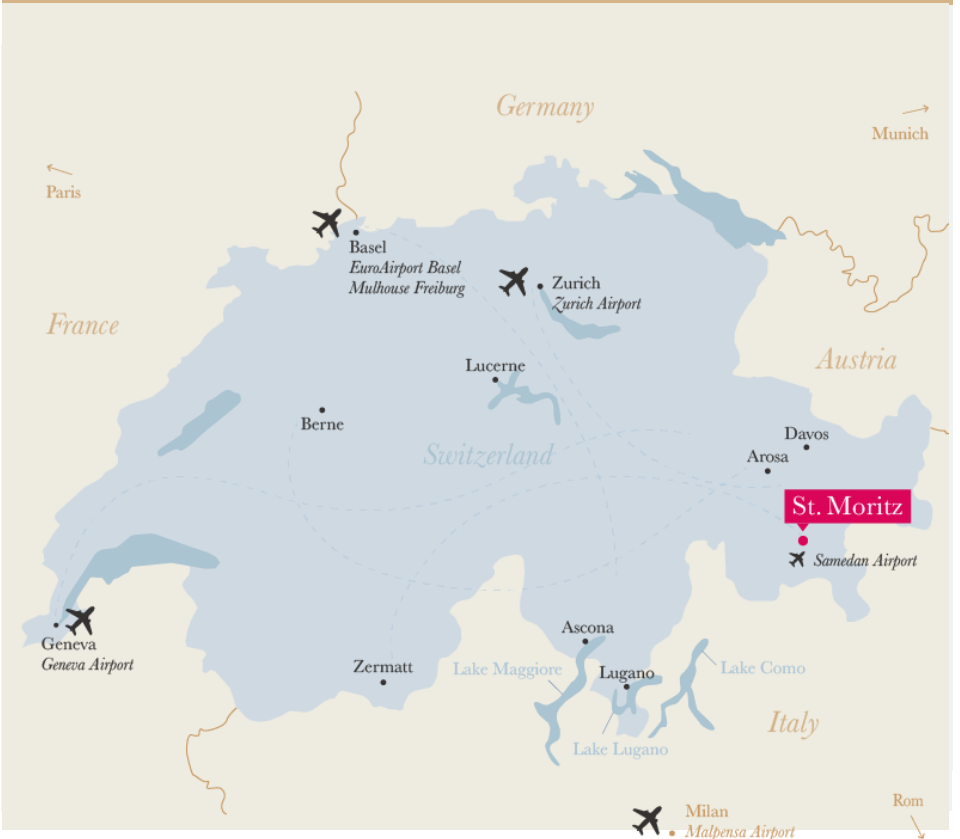 Germany
Munich
Paris
Basel
EuroAirport Basel
Mulhouse Freiburg
Zurich
Zurich Airport
France
Austria
Lucerne
Berne
Switzerland
Davos
Arosa
St. Moritz
Samedan Airport
Geneva
Geneva Airport
Ascona
Zermatt
Lake Maggiore
Lugano
Lake Como
Italy
Lake Lugano
Rom
Milan
Malpensa Airport